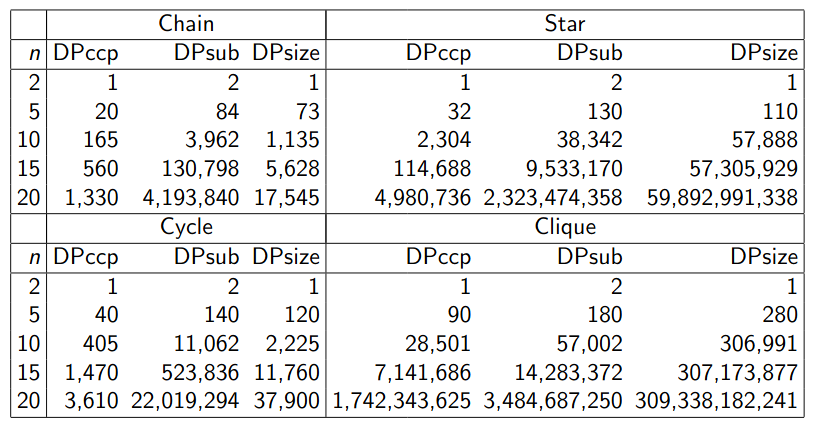 Chain Star
n DPccp DPsub DPsize DPccp DPsub DPsize
2 1 2 1 1 2 1
5 20 84 73 32 130 110
10 165 3,962 1,135 2,304 38,342 57,888
15 560 130,798 5,628 114,688 9,533,170 57,305,929
20 1,330 4,193,840 17,545 4,980,736 2,323,474,358 59,892,991,338
Cycle Clique
n DPccp DPsub DPsize DPccp DPsub DPsize
2 1 2 1 1 2 1
5 40 140 120 90 180 280
10 405 11,062 2,225 28,501 57,002 306,991
15 1,470 523,836 11,760 7,141,686 14,283,372 307,173,877
20 3,610 22,019,294 37,900 1,742,343,625 3,484,687,250 309,338,182,241